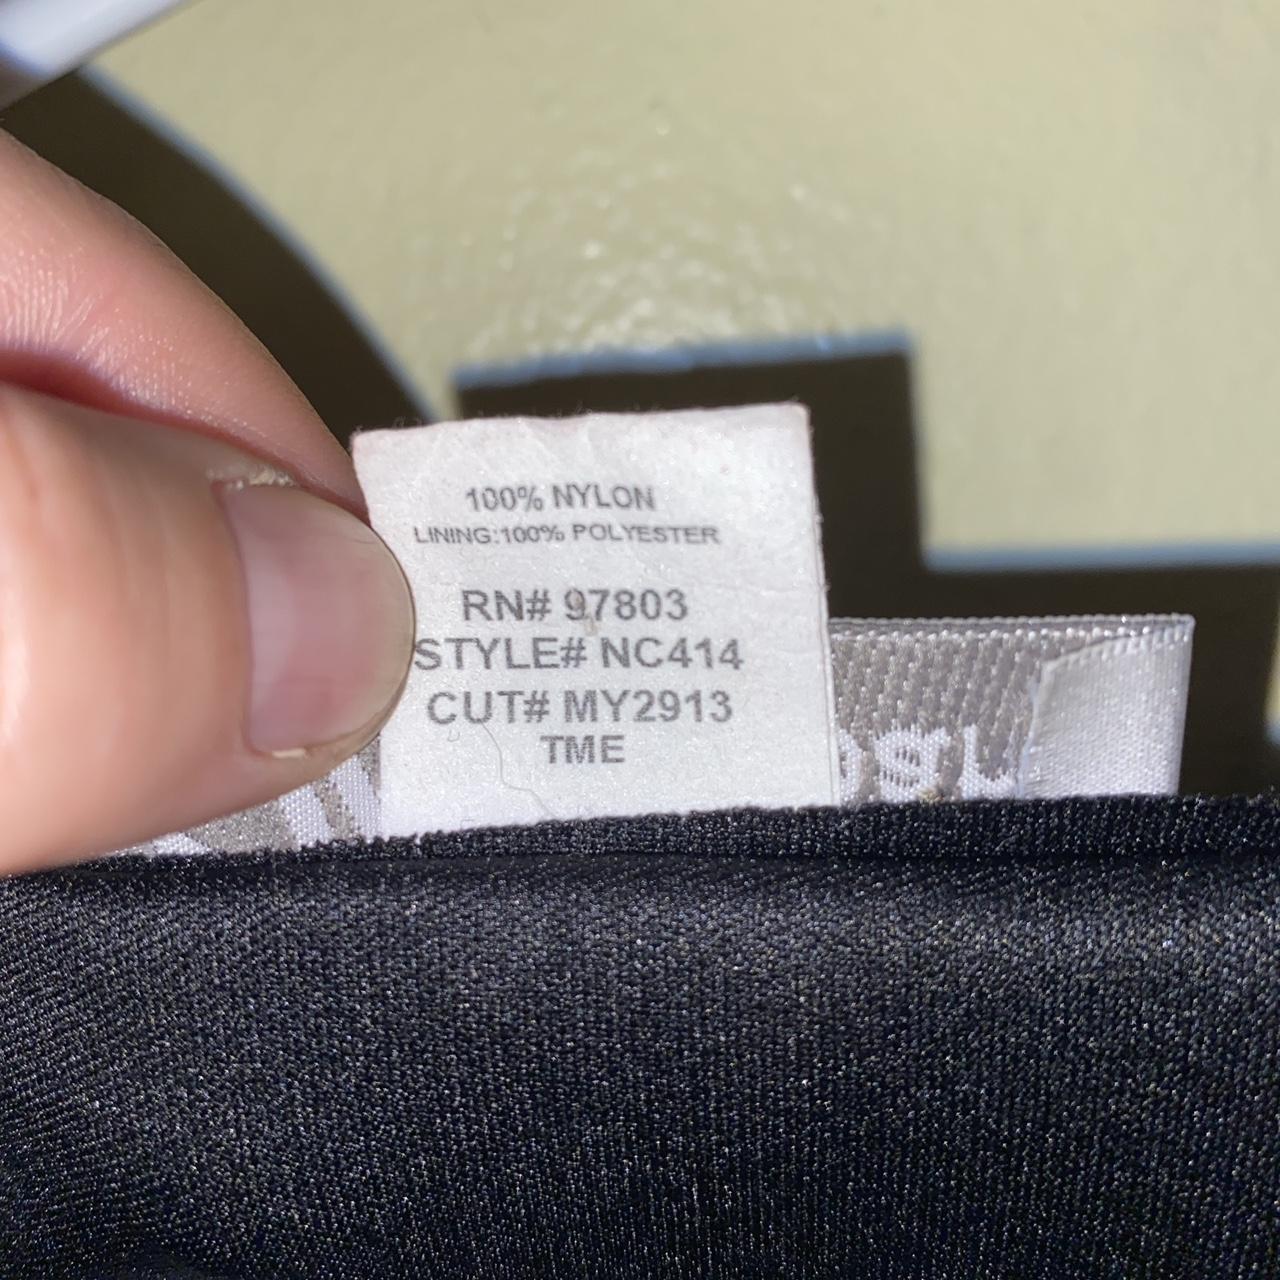 100% NYLON
LINING:100% POLYESTER
RN# 97803
STYLE# NC414
CUT# MY2913
TME